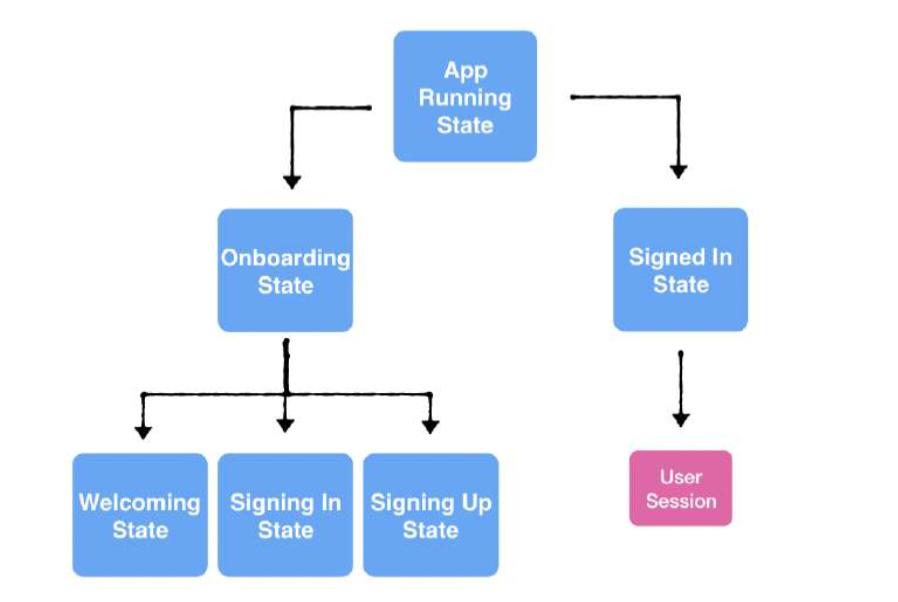 App
Running
State
Onboarding
State
Signed In
State
Welcoming
State
Signing In
State
Signing Up
State
User
Session